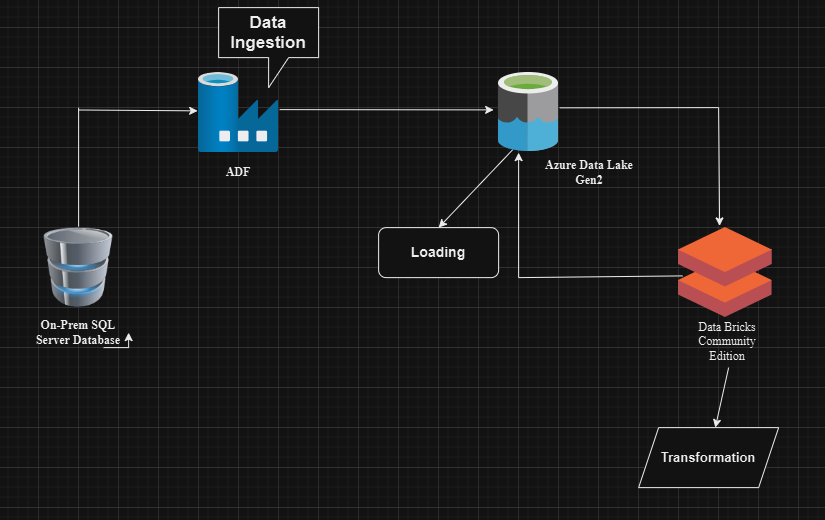 Data
Ingestion
ADF
Azure Data Lake
Gen2
Loading
On-Prem SQL
Server Database
Data Bricks
Community
Edition
Transformation